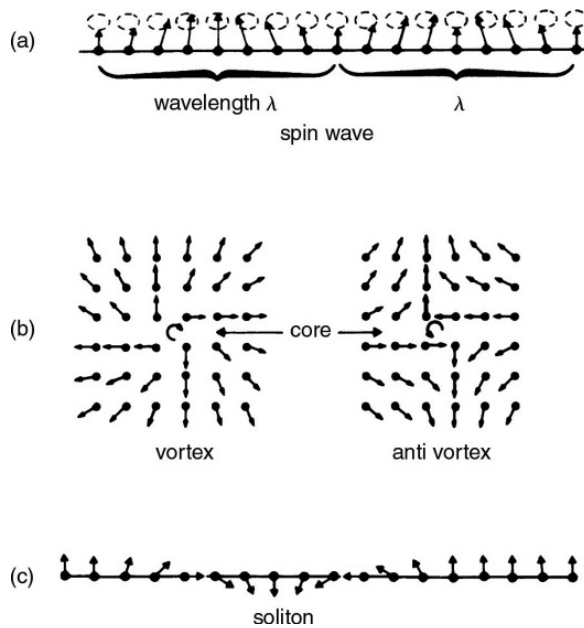 (a)
wavelength λ
λ
spin wave
(b)
core
vortex
anti vortex
(c)
soliton